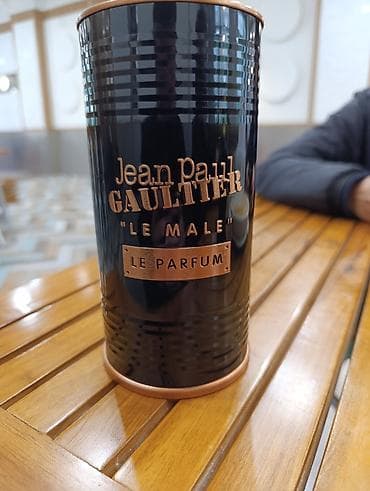 Jean Paul
GAULTIER
"LE MALE"
LE PARFUM